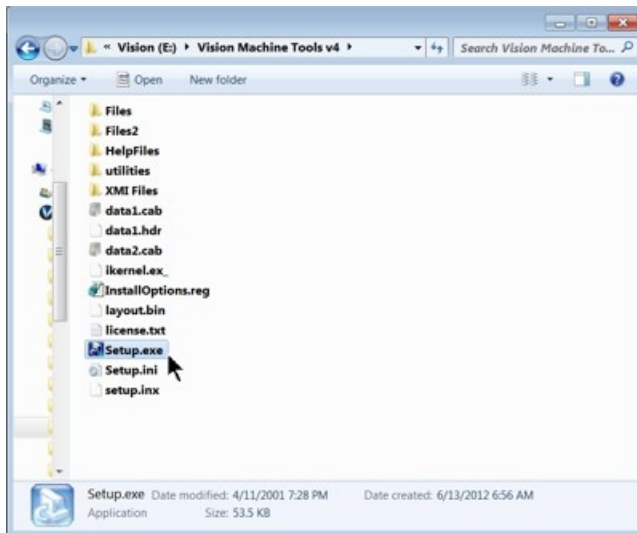 « Vision (E:) ▸ Vision Machine Tools v4 ▸ Search Vision Machine To...
Organize Open New folder
Files
Files2
HelpFiles
utilities
XMI Files
data1.cab
data1.hdr
data2.cab
ikernel.ex_
InstallOptions.reg
layout.bin
license.txt
Setup.exe
Setup.ini
setup.inx
Setup.exe Date modified: 4/11/2001 7:28 PM Date created: 6/13/2012 6:56 AM
Application Size: 53.5 KB